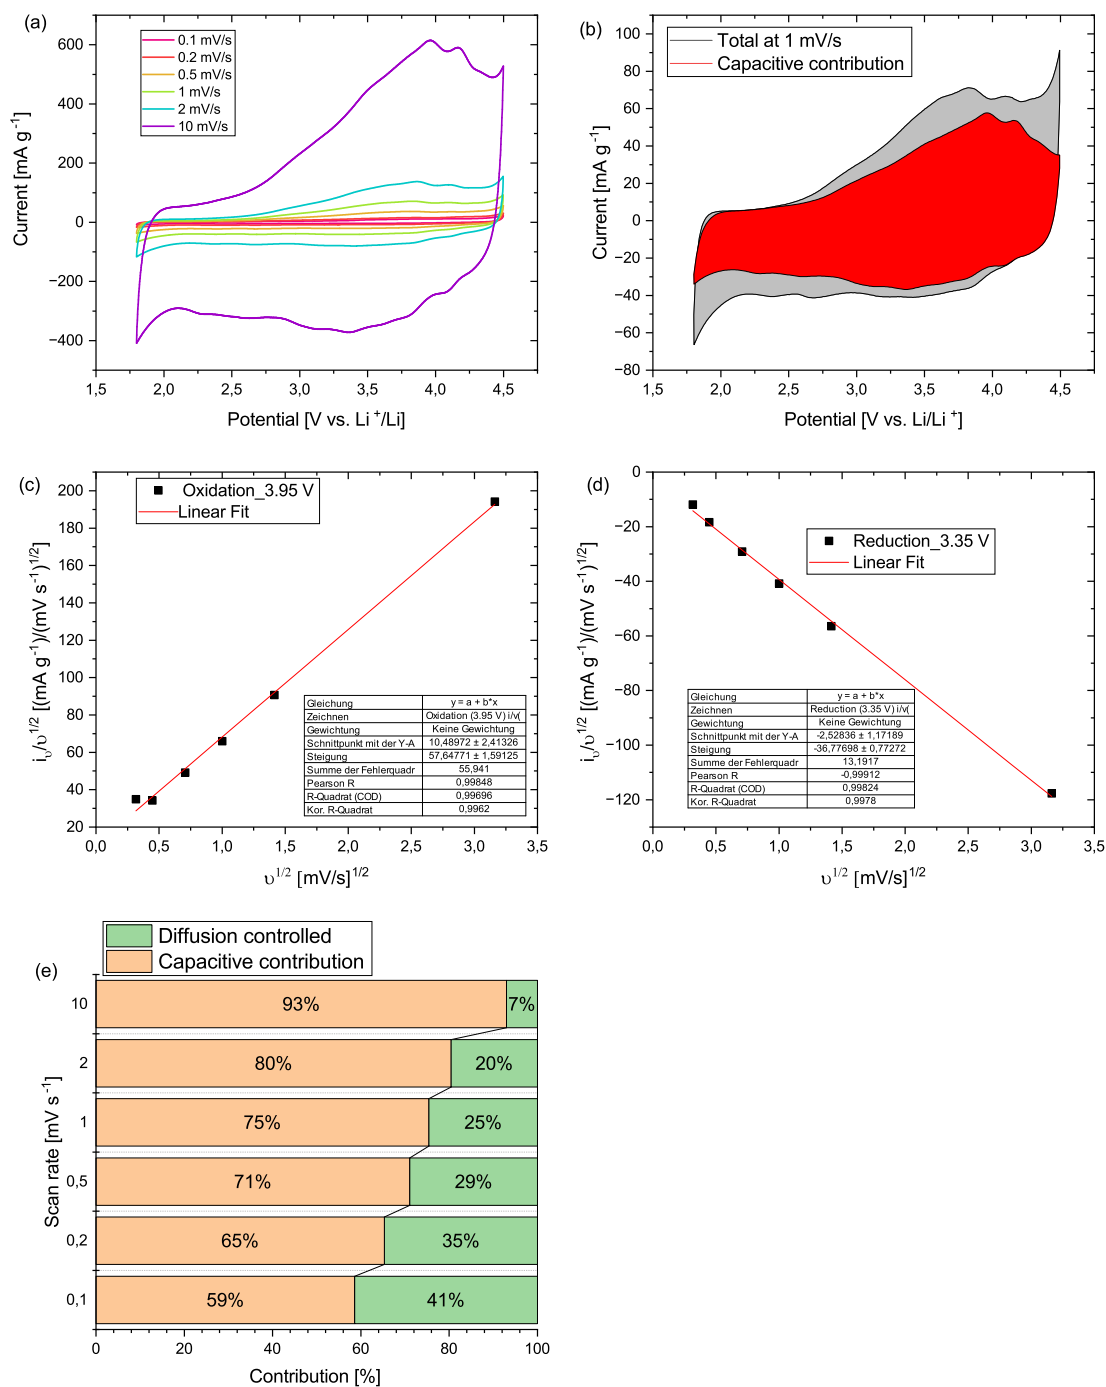 (a)
0.1 mV/s
0.2 mV/s
0.5 mV/s
1 mV/s
2 mV/s
10 mV/s
600
400
200
0
−200
−400
Current [mA g-1]
1,5 2,0 2,5 3,0 3,5 4,0 4,5
Potential [V vs. Li +/Li]
(b)
Total at 1 mV/s
Capacitive contribution
100
80
60
40
20
0
−20
−40
−60
−80
Current [mA g-1]
1,5 2,0 2,5 3,0 3,5 4,0 4,5
Potential [V vs. Li/Li+]
(c)
Oxidation_3.95 V
Linear Fit
200
180
160
140
120
100
80
60
40
20
iυ/υ1/2 [(mA g-1)/(mV s-1)1/2]
Gleichung y = a + b*x
Zeichnen Oxidation (3.95 V) i/v(
Gewichtung Keine Gewichtung
Schnittpunkt mit der Y-A 10,48972 ± 2,41326
Steigung 57,64771 ± 1,59125
Summe der Fehlerquadr 55,941
Pearson R 0,99848
R-Quadrat (COD) 0,99696
Kor. R-Quadrat 0,9962
0,0 0,5 1,0 1,5 2,0 2,5 3,0 3,5
υ1/2 [mV/s]1/2
(d)
Reduction_3.35 V
Linear Fit
0
−20
−40
−60
−80
−100
−120
iυ/υ1/2 [(mA g-1)/(mV s-1)1/2]
Gleichung y = a + b*x
Zeichnen Reduction (3.35 V) i/v(
Gewichtung Keine Gewichtung
Schnittpunkt mit der Y-A -2,52836 ± 1,17189
Steigung -36,77698 ± 0,77272
Summe der Fehlerquadr 13,1917
Pearson R -0,99912
R-Quadrat (COD) 0,99824
Kor. R-Quadrat 0,9978
0,0 0,5 1,0 1,5 2,0 2,5 3,0 3,5
υ1/2 [mV/s]1/2
(e)
Diffusion controlled
Capacitive contribution
10 93% 7%
2 80% 20%
1 75% 25%
0,5 71% 29%
0,2 65% 35%
0,1 59% 41%
Scan rate [mV s-1]
0 20 40 60 80 100
Contribution [%]